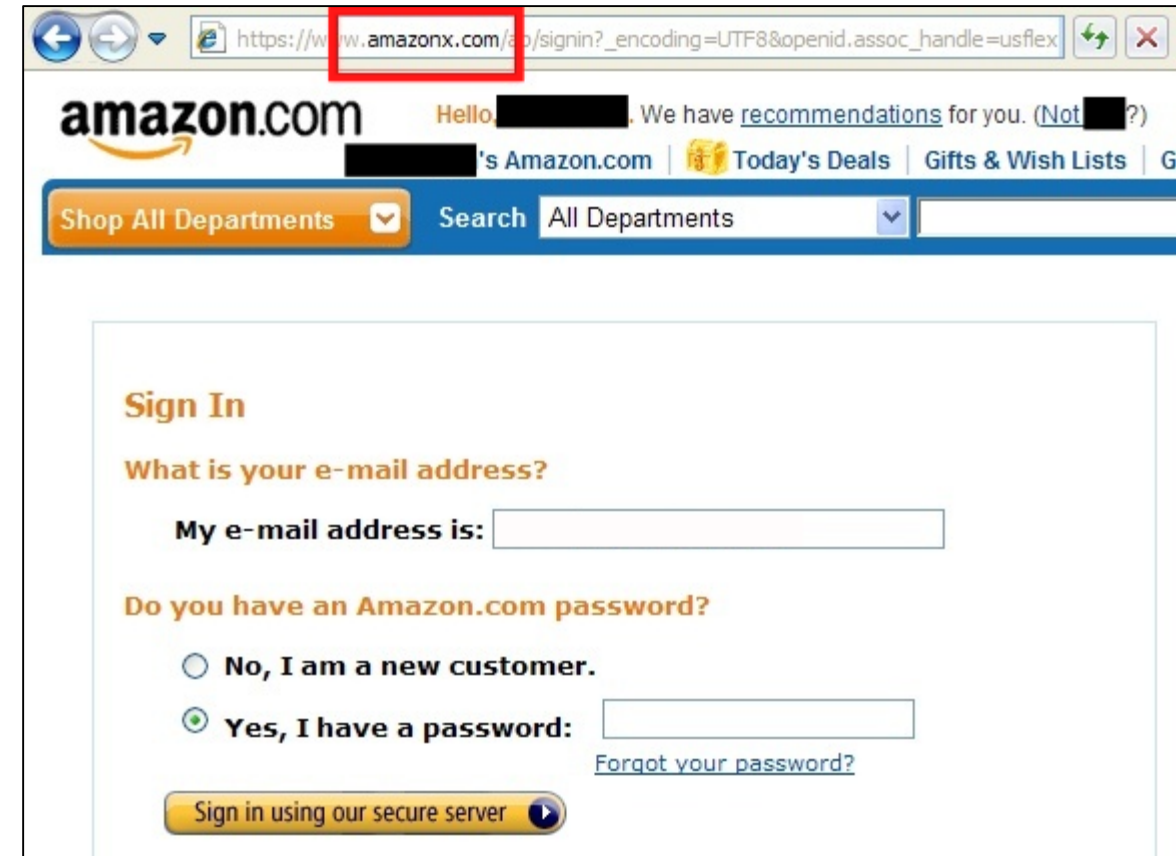 https://www.amazonx.com/ap/signin?_encoding=UTF8&openid.assoc_handle=usflex
amazon.com
Hello, . We have recommendations for you. (Not ?)
's Amazon.com | Today's Deals | Gifts & Wish Lists | G
Shop All Departments
Search All Departments
Sign In
What is your e-mail address?
My e-mail address is:
Do you have an Amazon.com password?
No, I am a new customer.
Yes, I have a password:
Forgot your password?
Sign in using our secure server